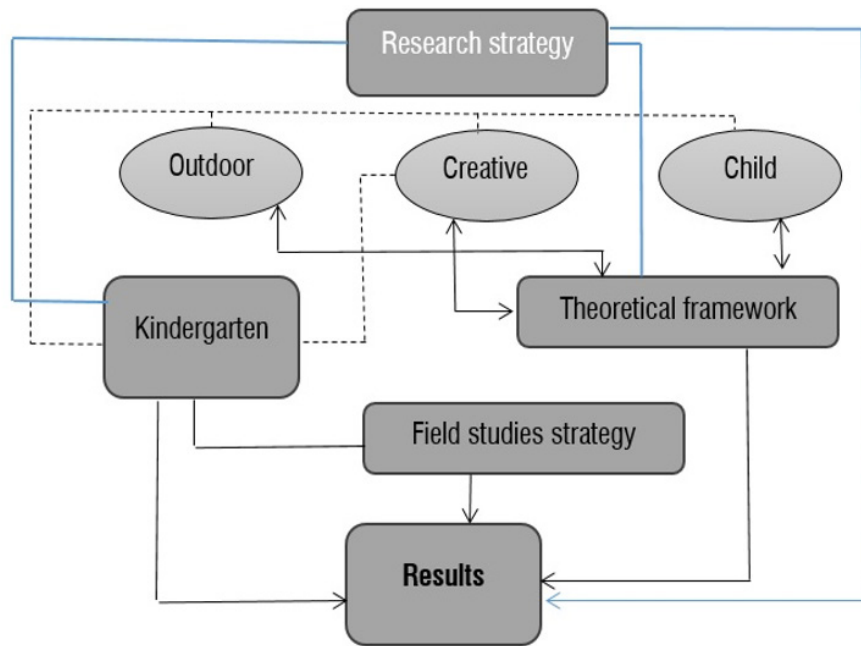 Research strategy
Outdoor
Creative
Child
Kindergarten
Theoretical framework
Field studies strategy
Results